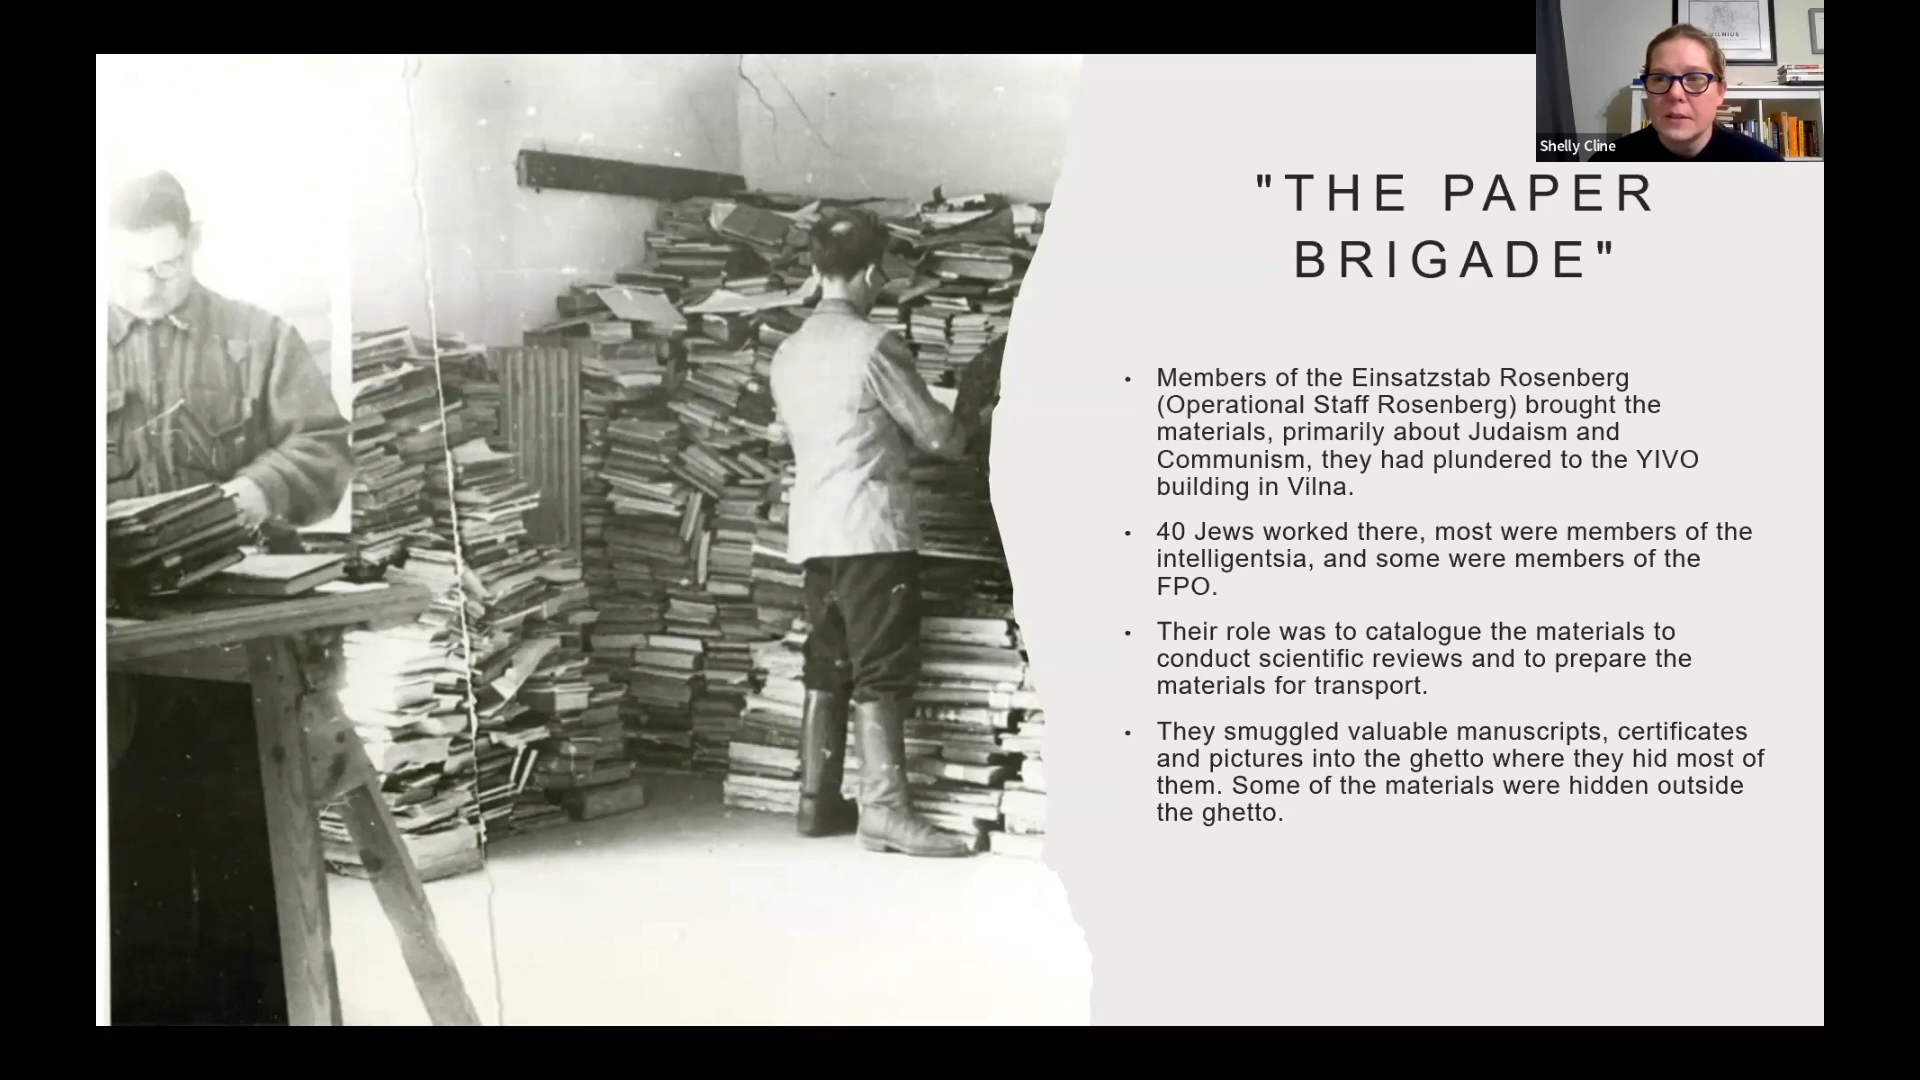 VILNIUS
Shelly Cline
"THE PAPER
BRIGADE"
• Members of the Einsatzstab Rosenberg
(Operational Staff Rosenberg) brought the
materials, primarily about Judaism and
Communism, they had plundered to the YIVO
building in Vilna.
• 40 Jews worked there, most were members of the
intelligentsia, and some were members of the
FPO.
• Their role was to catalogue the materials to
conduct scientific reviews and to prepare the
materials for transport.
• They smuggled valuable manuscripts, certificates
and pictures into the ghetto where they hid most of
them. Some of the materials were hidden outside
the ghetto.